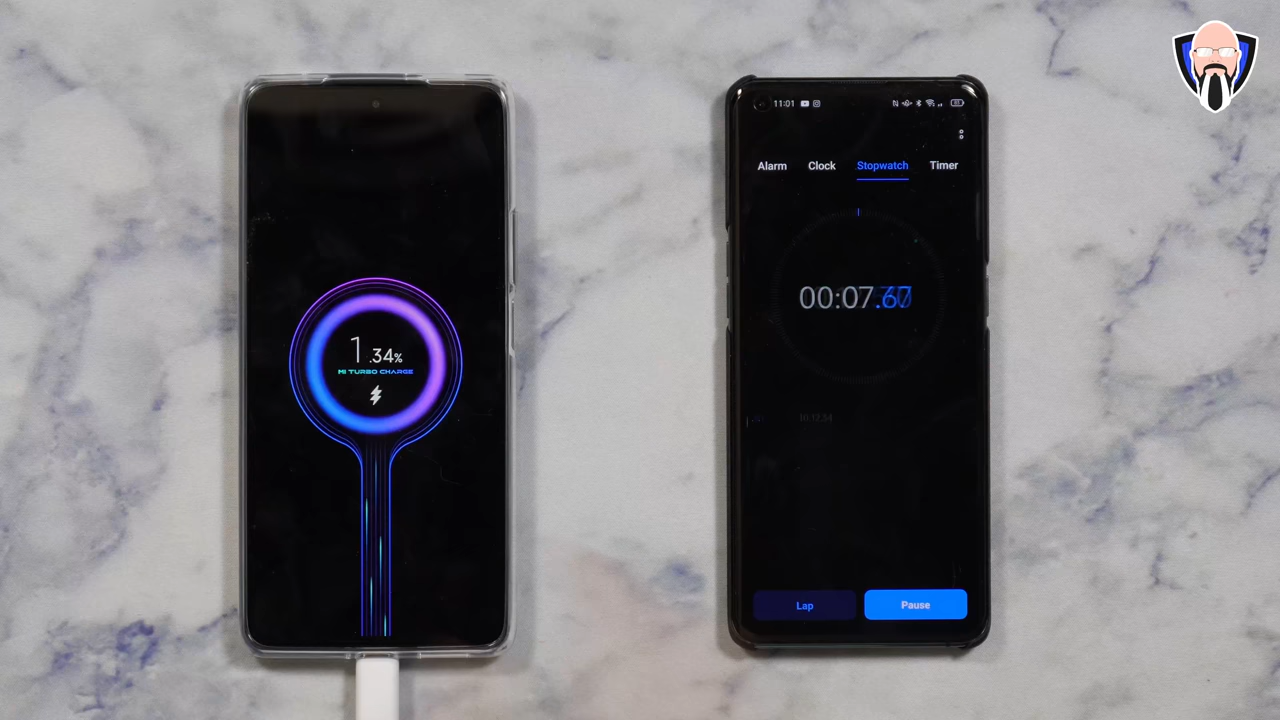 1.34%
MI TURBO CHARGE
11:01
Alarm Clock Stopwatch Timer
00:07.67
Lap Pause